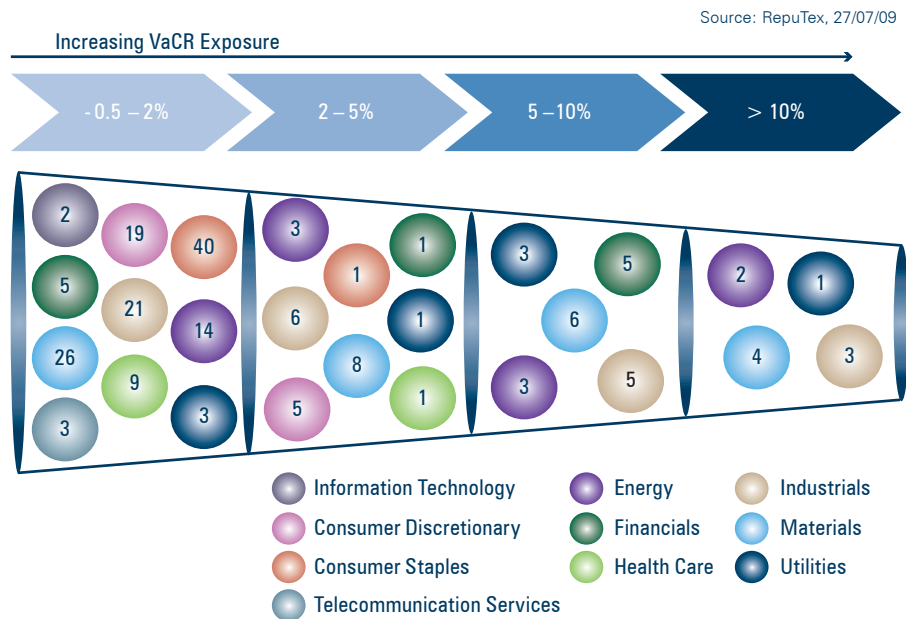 Source: RepuTex, 27/07/09
Increasing VaCR Exposure
-0.5 – 2%
2 – 5%
5 – 10%
> 10%
2
19
40
5
21
14
26
9
3
3
3
1
1
6
1
8
5
1
3
5
6
3
5
2
1
4
3
Information Technology
Energy
Industrials
Consumer Discretionary
Financials
Materials
Consumer Staples
Health Care
Utilities
Telecommunication Services